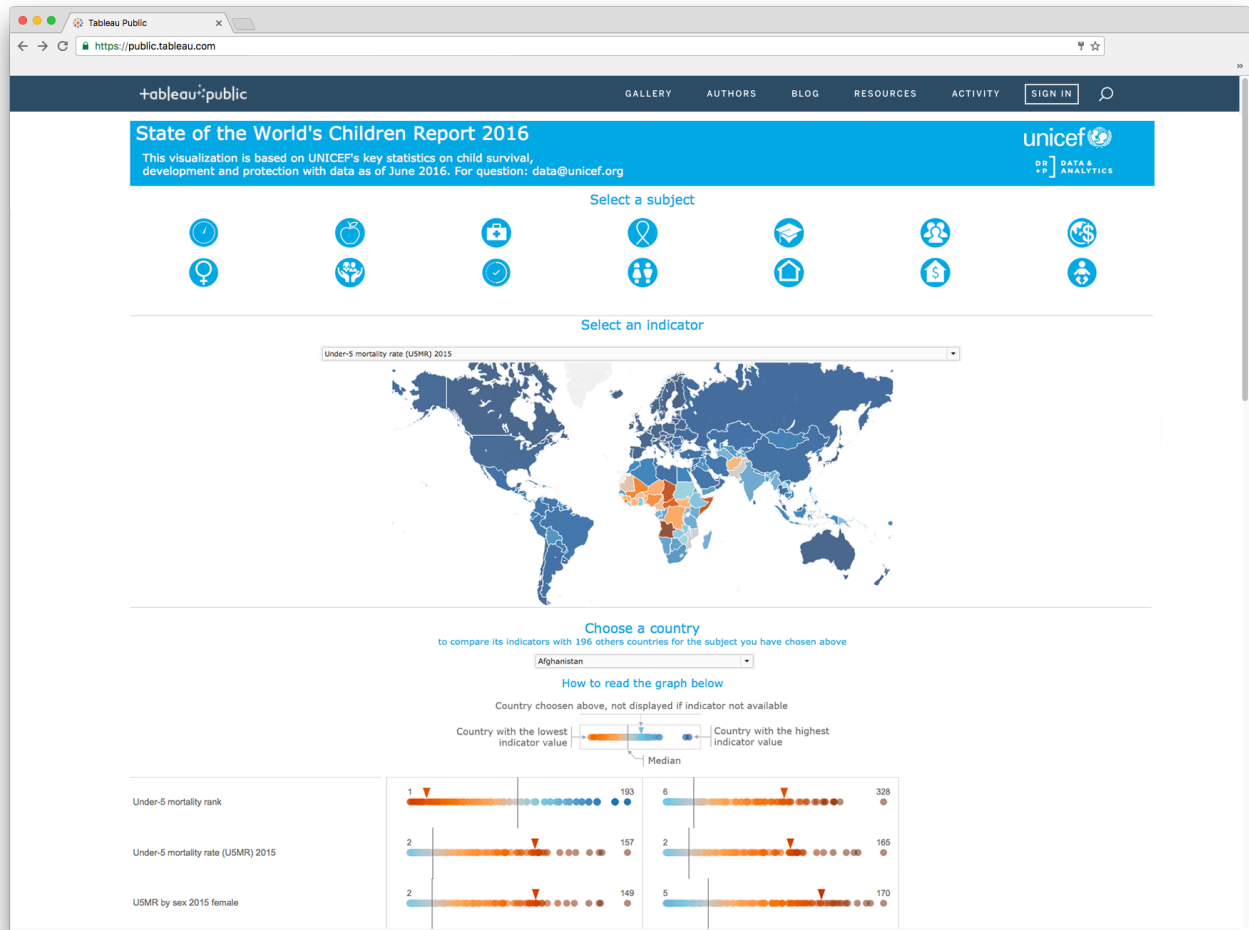 Tableau Public
https://public.tableau.com
+ableau public
GALLERY
AUTHORS
BLOG
RESOURCES
ACTIVITY
SIGN IN
State of the World's Children Report 2016
This visualization is based on UNICEF's key statistics on child survival,
development and protection with data as of June 2016. For question: data@unicef.org
unicef
DR
+P
DATA &
ANALYTICS
Select a subject
$
$
Select an indicator
Under-5 mortality rate (U5MR) 2015
Choose a country
to compare its indicators with 196 others countries for the subject you have chosen above
Afghanistan
How to read the graph below
Country choosen above, not displayed if indicator not available
Country with the lowest
indicator value
Country with the highest
indicator value
Median
Under-5 mortality rank
1
193
6
328
Under-5 mortality rate (U5MR) 2015
2
157
2
165
U5MR by sex 2015 female
2
149
5
170